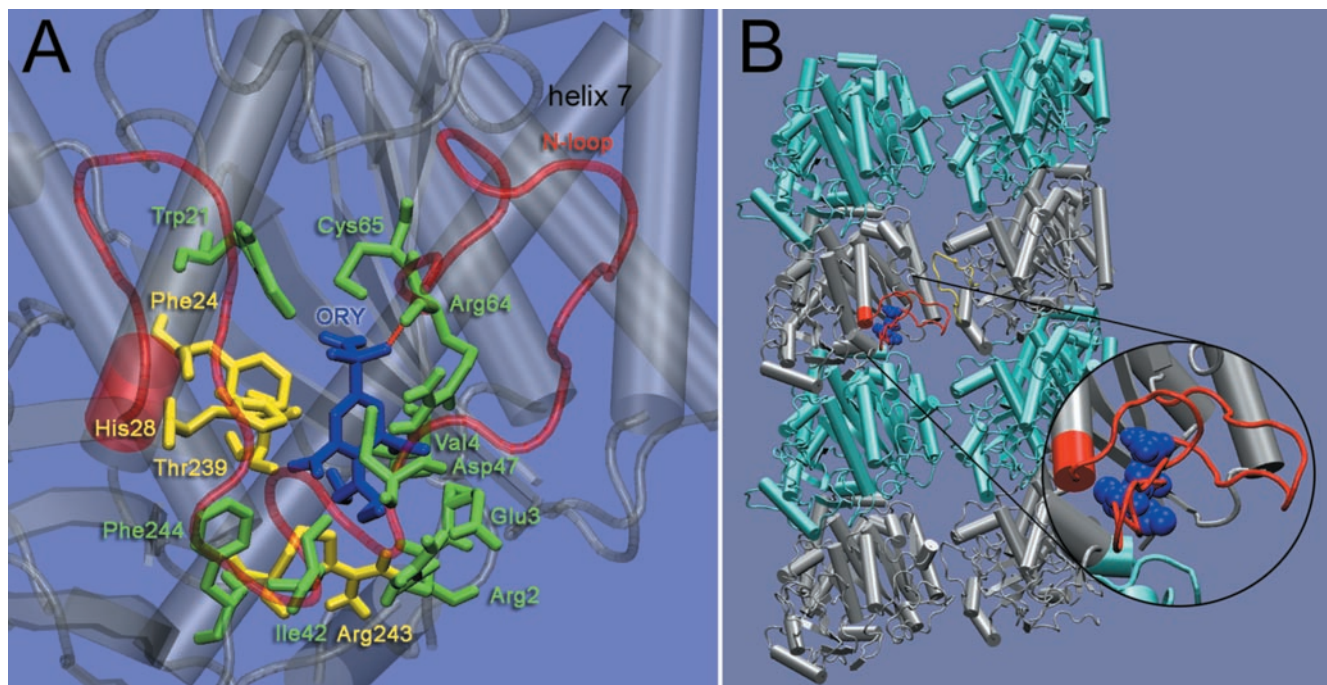 A
B
helix 7
N-loop
Trp21
Cys65
Phe24
Arg64
ORY
His28
Val4
Thr239
Asp47
Phe244
Glu3
Arg2
Ile42
Arg243